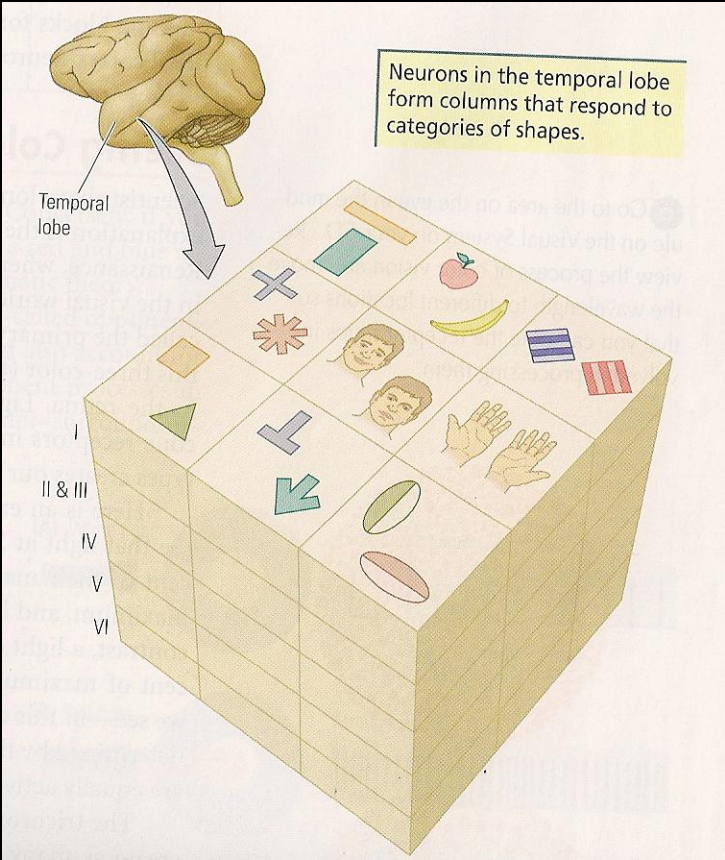 Neurons in the temporal lobe
form columns that respond to
categories of shapes.
Temporal
lobe
I
II & III
IV
V
VI